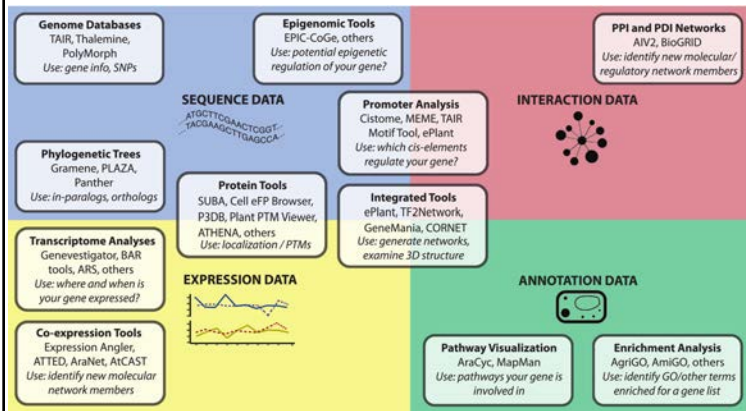 Genome Databases
TAIR, Thalemine,
PolyMorph
Use: gene info, SNPs
Epigenomic Tools
EPIC-CoGe, others
Use: potential epigenetic
regulation of your gene?
PPI and PDI Networks
AIV2, BioGRID
Use: identify new molecular/
regulatory network members
SEQUENCE DATA
ATGCTTCGAACTCGGT
TACGAAGCTTGAGCCA
Promoter Analysis
Cistome, MEME, TAIR
Motif Tool, ePlant
Use: which cis-elements
regulate your gene?
INTERACTION DATA
Phylogenetic Trees
Gramene, PLAZA,
Panther
Use: in-paralogs, orthologs
Protein Tools
SUBA, Cell eFP Browser,
P3DB, Plant PTM Viewer,
ATHENA, others
Use: localization / PTMs
Integrated Tools
ePlant, TF2Network,
GeneMania, CORNET
Use: generate networks,
examine 3D structure
Transcriptome Analyses
Genevestigator, BAR
tools, ARS, others
Use: where and when is
your gene expressed?
EXPRESSION DATA
ANNOTATION DATA
Co-expression Tools
Expression Angler,
ATTED, AraNet, AtCAST
Use: identify new molecular
network members
Pathway Visualization
AraCyc, MapMan
Use: pathways your gene is
involved in
Enrichment Analysis
AgriGO, AmiGO, others
Use: identify GO/other terms
enriched for a gene list